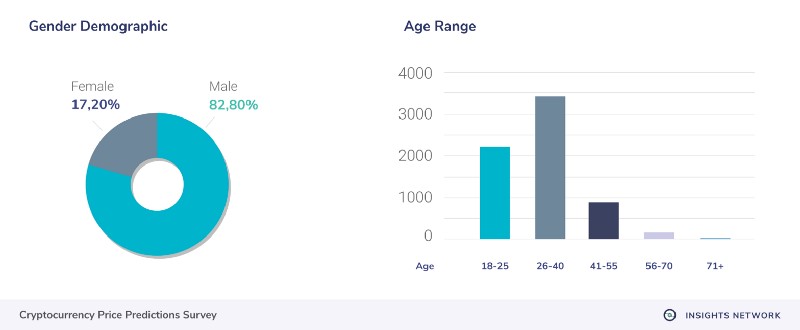 Gender Demographic
Age Range
Female
17,20%
Male
82,80%
4000
3000
2000
1000
0
Age
18-25
26-40
41-55
56-70
71+
Cryptocurrency Price Predictions Survey
INSIGHTS NETWORK